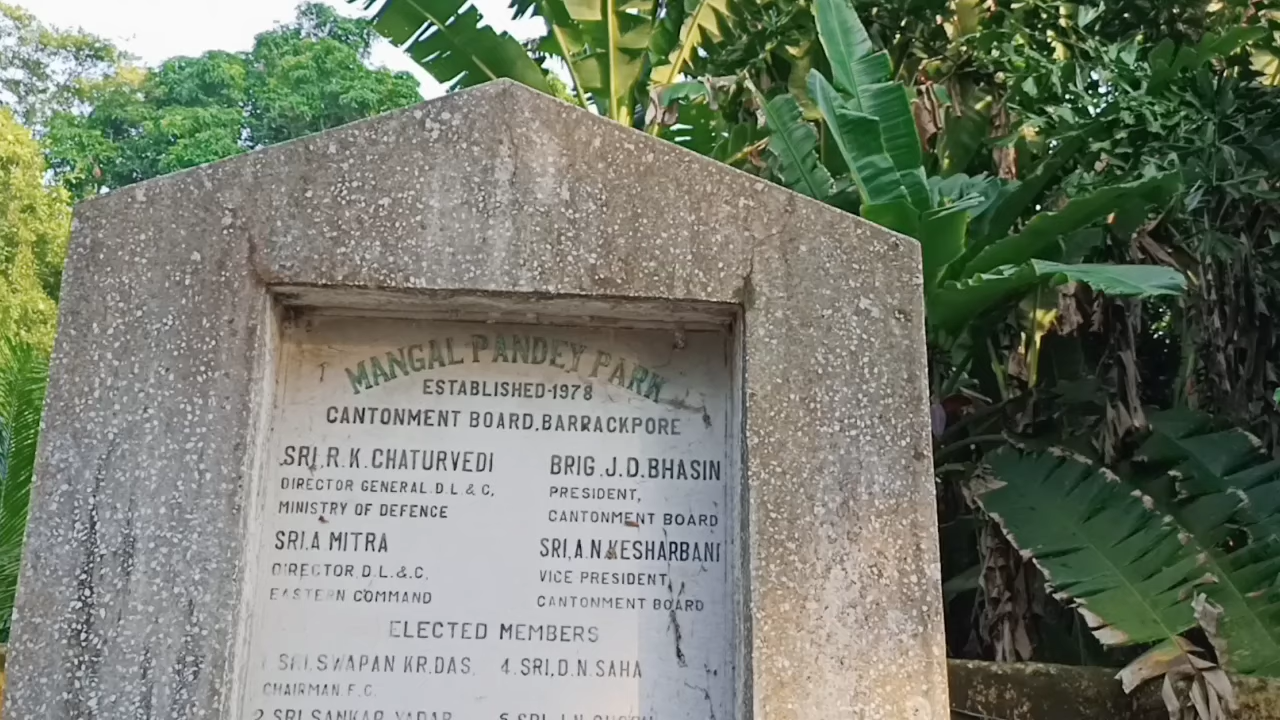 MANGAL PANDEY PARK
ESTABLISHED-1978
CANTONMENT BOARD, BARRACKPORE
SRI, R.K. CHATURVEDI
DIRECTOR GENERAL D.L & C,
MINISTRY OF DEFENCE
BRIG. J.D. BHASIN
PRESIDENT,
CANTONMENT BOARD
SRI.A MITRA
DIRECTOR D.L.&.C.
EASTERN COMMAND
SRI, A.N. KESHARBANI
VICE PRESIDENT,
CANTONMENT BOARD
ELECTED MEMBERS
1 SRI. SWAPAN KR. DAS.
CHAIRMAN F.C.
4. SRI, D.N. SAHA
2 SRI SANKAR YADAB